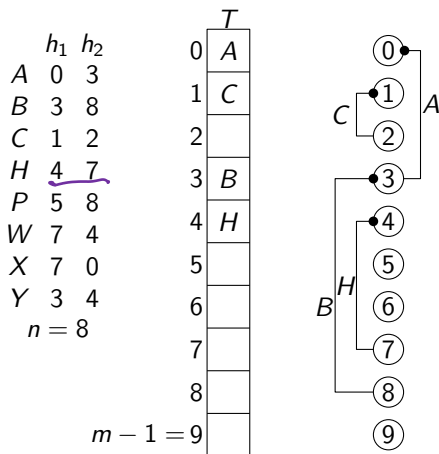 T
h₁ h₂
A 0 3
B 3 8
C 1 2
H 4 7
P 5 8
W 7 4
X 7 0
Y 3 4
n = 8
0 A
1 C
2
3 B
4 H
5
6
7
8
m − 1 = 9
0
1
2
3
4
5
6
7
8
9
A
C
B
H